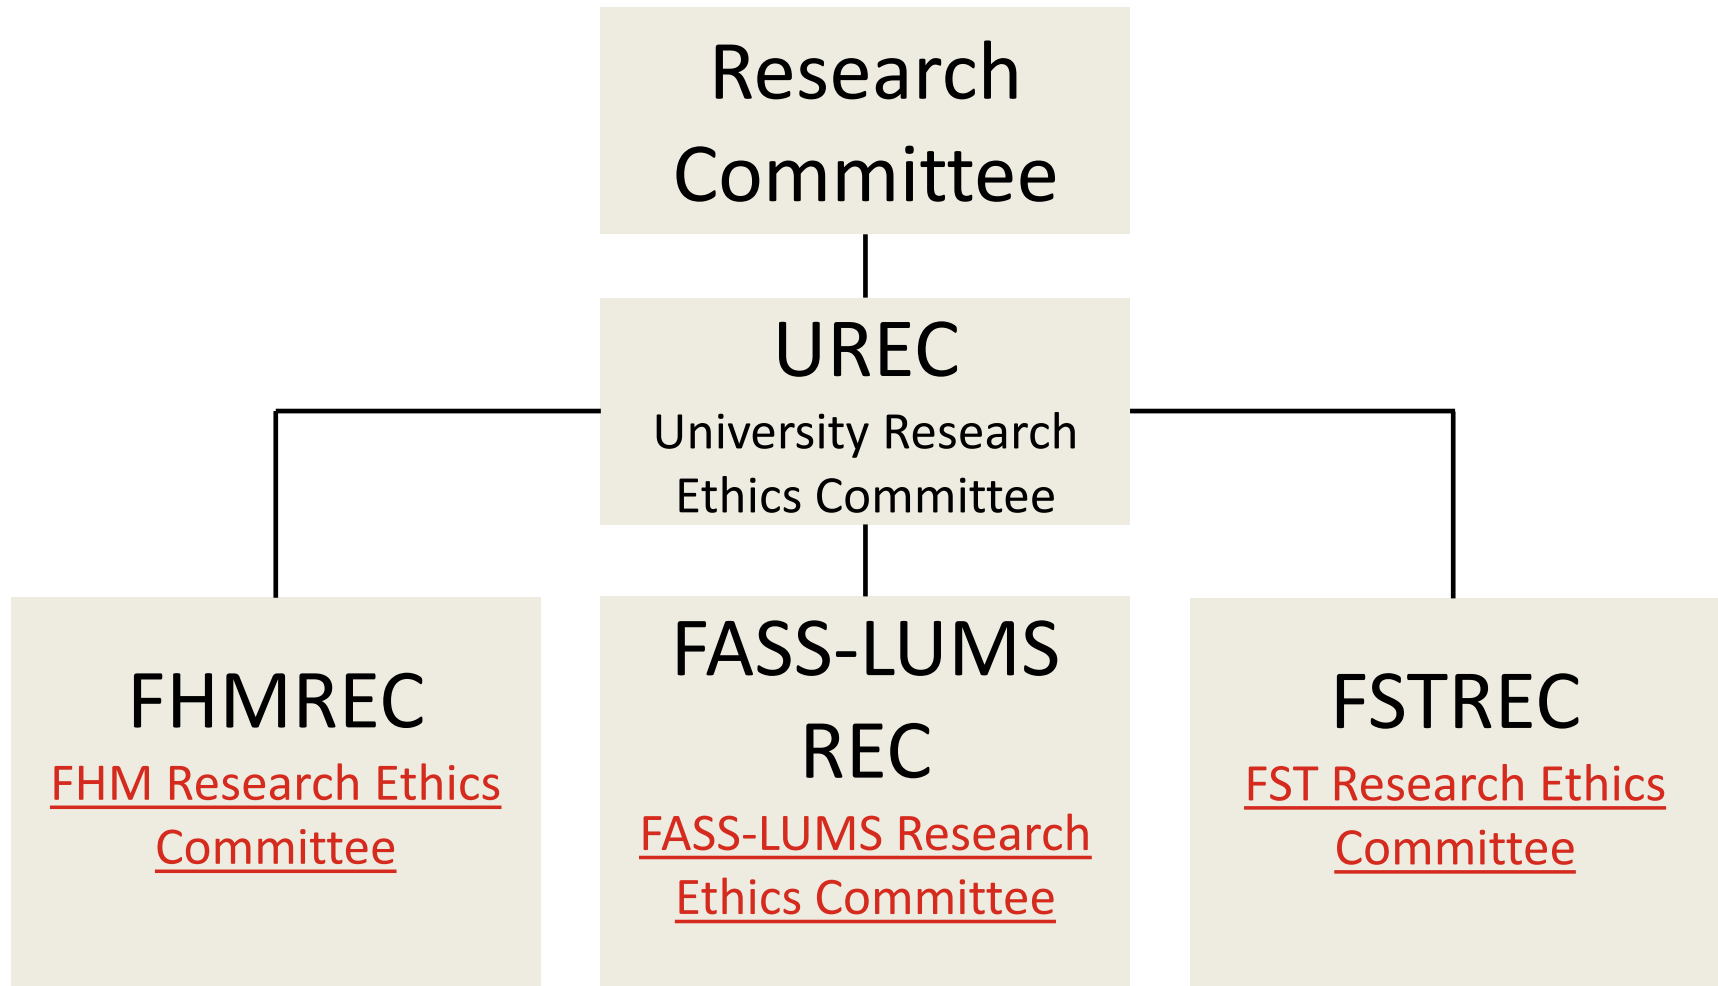 Research
Committee
UREC
University Research
Ethics Committee
FHMREC
FHM Research Ethics
Committee
FASS-LUMS
REC
FASS-LUMS Research
Ethics Committee
FSTREC
FST Research Ethics
Committee